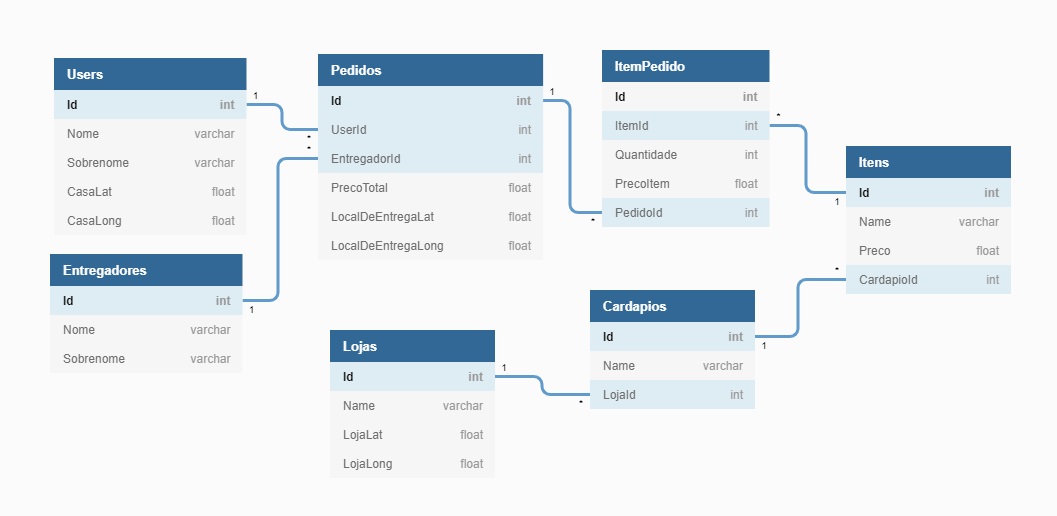 Users
Id int
Nome varchar
Sobrenome varchar
CasaLat float
CasaLong float
Entregadores
Id int
Nome varchar
Sobrenome varchar
Pedidos
Id int
UserId int
EntregadorId int
PrecoTotal float
LocalDeEntregaLat float
LocalDeEntregaLong float
Lojas
Id int
Name varchar
LojaLat float
LojaLong float
ItemPedido
Id int
ItemId int
Quantidade int
PrecoItem float
PedidoId int
Cardapios
Id int
Name varchar
LojaId int
Itens
Id int
Name varchar
Preco float
CardapioId int
1
*
*
1
1
*
*
1
*
1
1
*